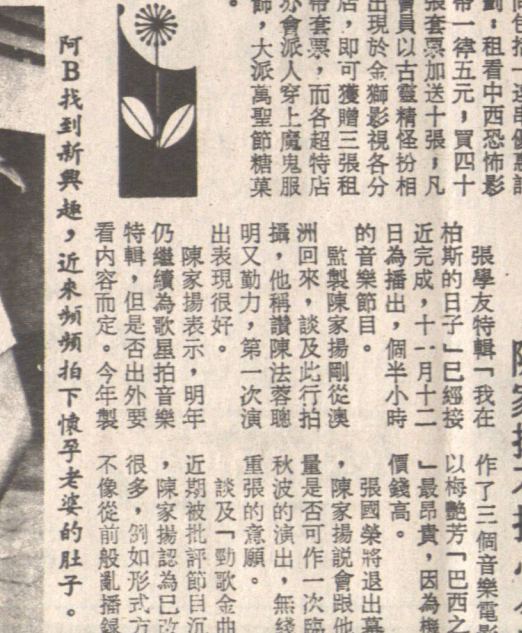 劃：租看中西恐怖影
帶一律五元，買四十
張套票加送十張；凡
會員以古靈精怪扮相
出現於金獅影視各分
店，即可獲贈三張租
帶套票，而各超特店
亦會派人穿上魔鬼服
飾，大派萬聖節糖菓
。
張學友特輯「我在
柏斯的日子」已經接
近完成，十一月十二
日為播出，個半小時
的音樂節目。
監製陳家揚剛從澳
洲回來，談及此行拍
攝，他稱讚陳法蓉聰
明又勤力，第一次演
出表現很好。
陳家揚表示，明年
仍繼續為歌星拍音樂
特輯，但是否出外要
看內容而定。今年製
作了三個音樂電影
以梅艷芳「巴西之
」最昂貴，因為機
價錢高。
張國榮將退出幕
，陳家揚說會跟他
量是否可作一次臨
秋波的演出，無綫
重張的意願。
談及「勁歌金曲
近期被批評節目沉
，陳家揚認為已改
很多，例如形式方
不像從前般亂播錄
阿B找到新興趣，近來頻頻拍下懷孕老婆的肚子。